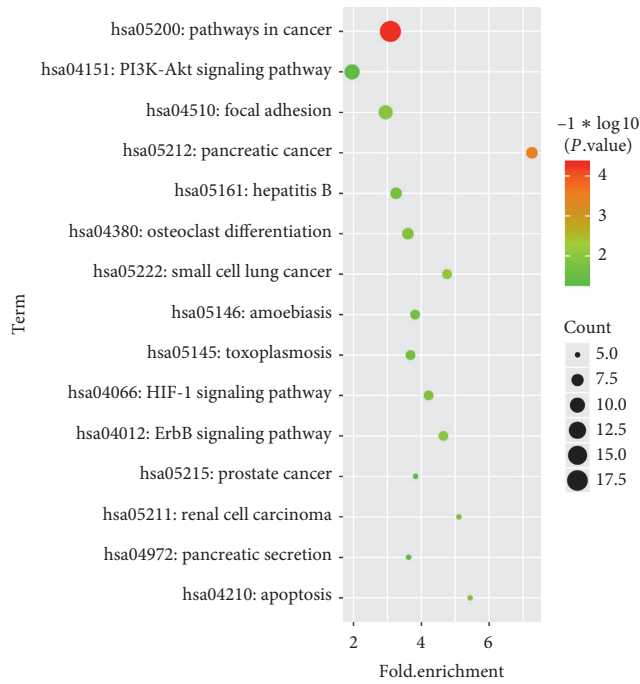 hsa05200: pathways in cancer
hsa04151: PI3K-Akt signaling pathway
hsa04510: focal adhesion
hsa05212: pancreatic cancer
hsa05161: hepatitis B
hsa04380: osteoclast differentiation
hsa05222: small cell lung cancer
hsa05146: amoebiasis
hsa05145: toxoplasmosis
hsa04066: HIF-1 signaling pathway
hsa04012: ErbB signaling pathway
hsa05215: prostate cancer
hsa05211: renal cell carcinoma
hsa04972: pancreatic secretion
hsa04210: apoptosis
Term
2 4 6
Fold.enrichment
–1 * log10
(P.value)
4
3
2
Count
5.0
7.5
10.0
12.5
15.0
17.5